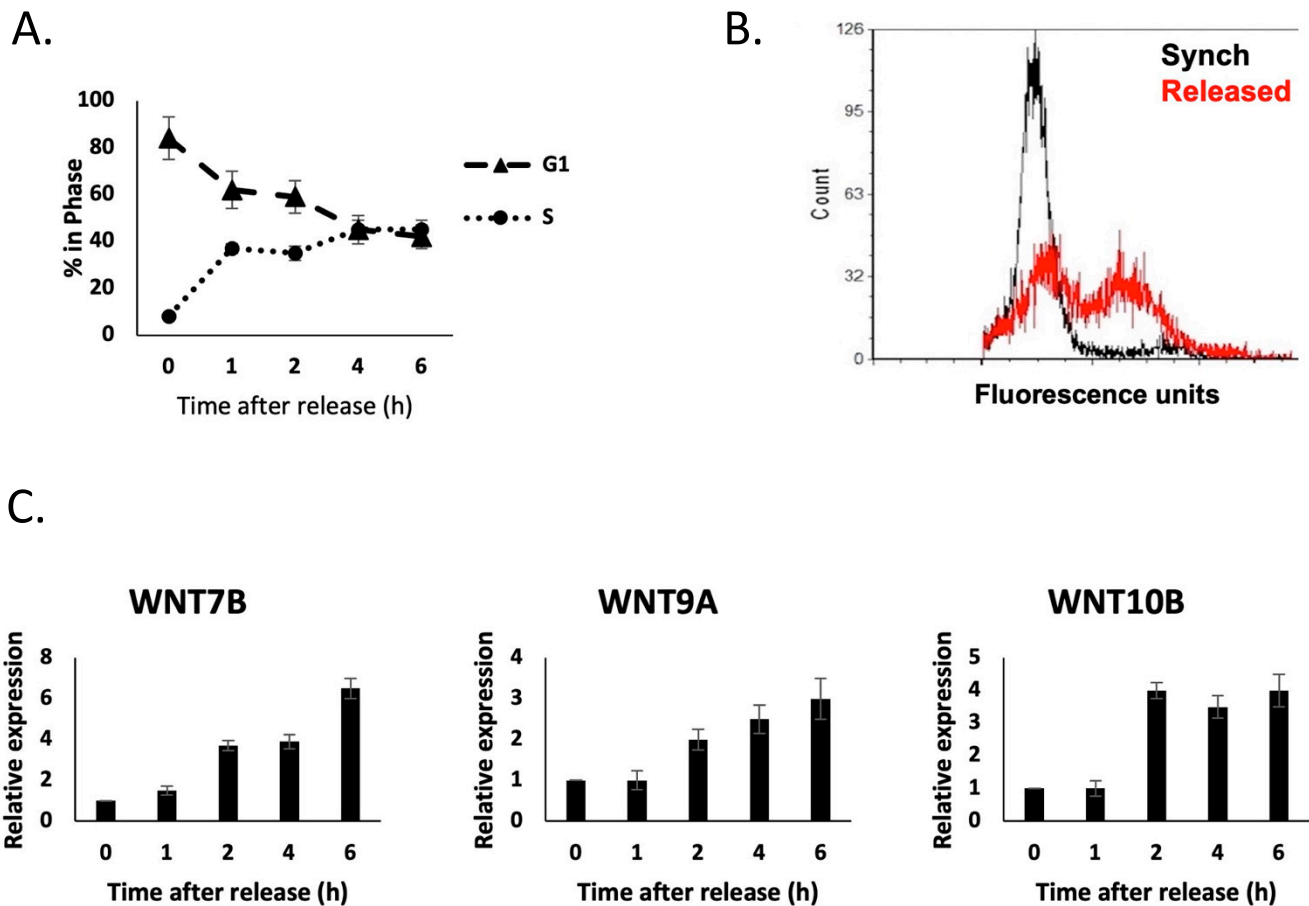 A.
% in Phase
100
80
60
40
20
0
0 1 2 4 6
Time after release (h)
G1
S
B.
Count
126
95
63
32
0
Synch
Released
Fluorescence units
C.
WNT7B
Relative expression
8
6
4
2
0
0 1 2 4 6
Time after release (h)
WNT9A
Relative expression
4
3
2
1
0
0 1 2 4 6
Time after release (h)
WNT10B
Relative expression
5
4
3
2
1
0
0 1 2 4 6
Time after release (h)